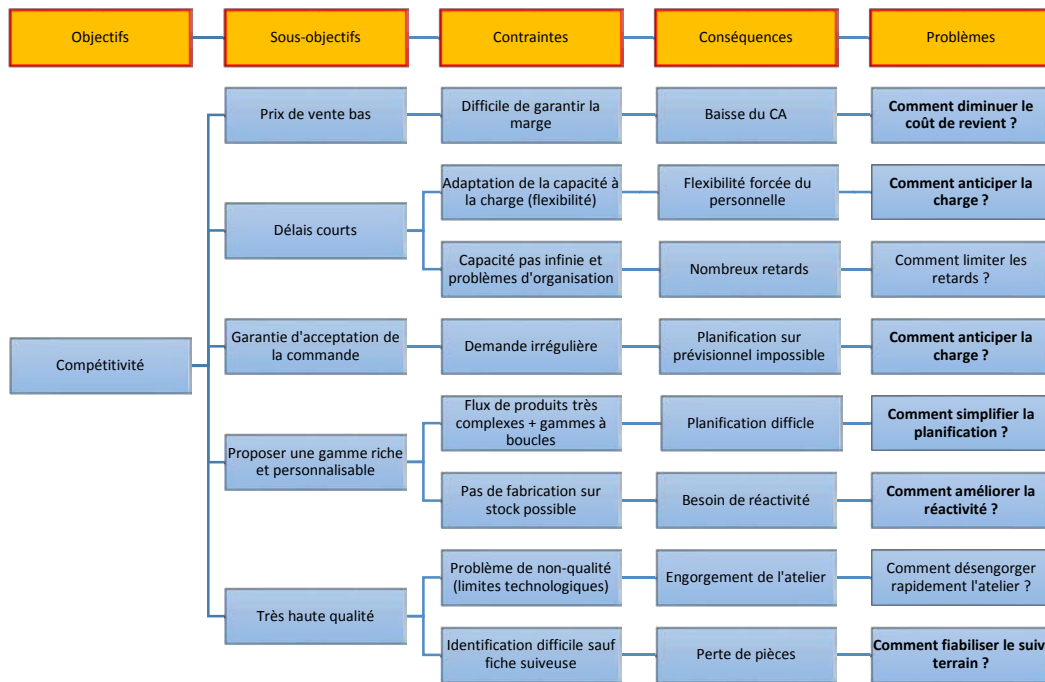 Objectifs
Sous-objectifs
Contraintes
Conséquences
Problèmes
Prix de vente bas
Difficile de garantir la
marge
Baisse du CA
Comment diminuer le
coût de revient ?
Adaptation de la capacité à
la charge (flexibilité)
Flexibilité forcée du
personnelle
Comment anticiper la
charge ?
Délais courts
Capacité pas infinie et
problèmes d'organisation
Nombreux retards
Comment limiter les
retards ?
Compétitivité
Garantie d'acceptation de
la commande
Demande irrégulière
Planification sur
prévisionnel impossible
Comment anticiper la
charge ?
Proposer une gamme riche
et personnalisable
Flux de produits très
complexes + gammes à
boucles
Planification difficile
Comment simplifier la
planification ?
Pas de fabrication sur
stock possible
Besoin de réactivité
Comment améliorer la
réactivité ?
Très haute qualité
Problème de non-qualité
(limites technologiques)
Engorgement de l'atelier
Comment désengorger
rapidement l'atelier ?
Identification difficile sauf
fiche suiveuse
Perte de pièces
Comment fiabiliser le suivi
terrain ?